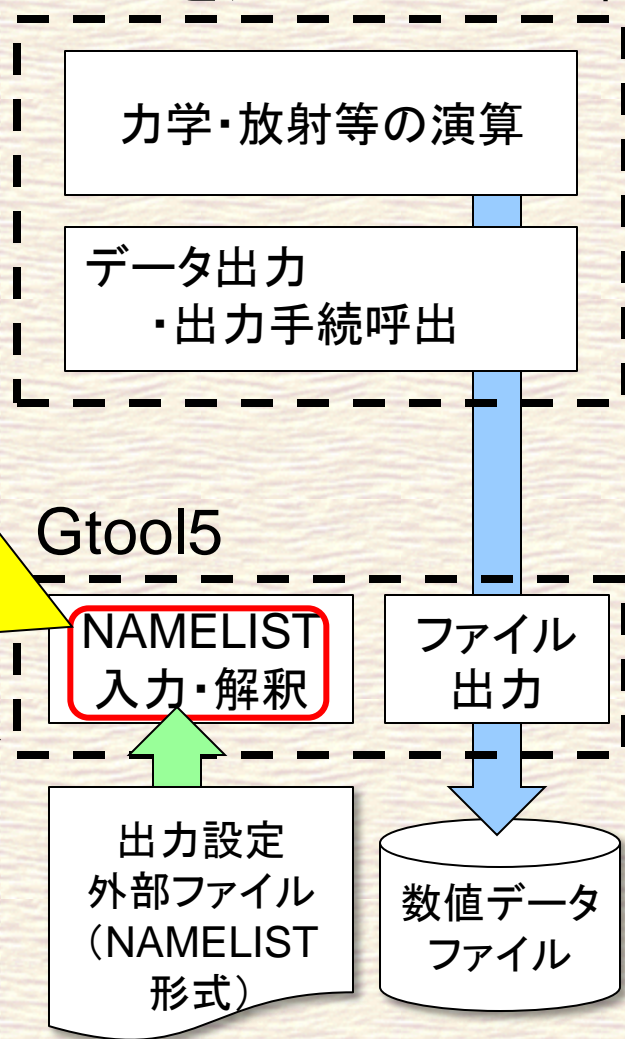 力学・放射等の演算
データ出力
・出力手続呼出
Gtool5
NAMELIST
入力・解釈
ファイル
出力
出力設定
外部ファイル
（NAMELIST
形式）
数値データ
ファイル